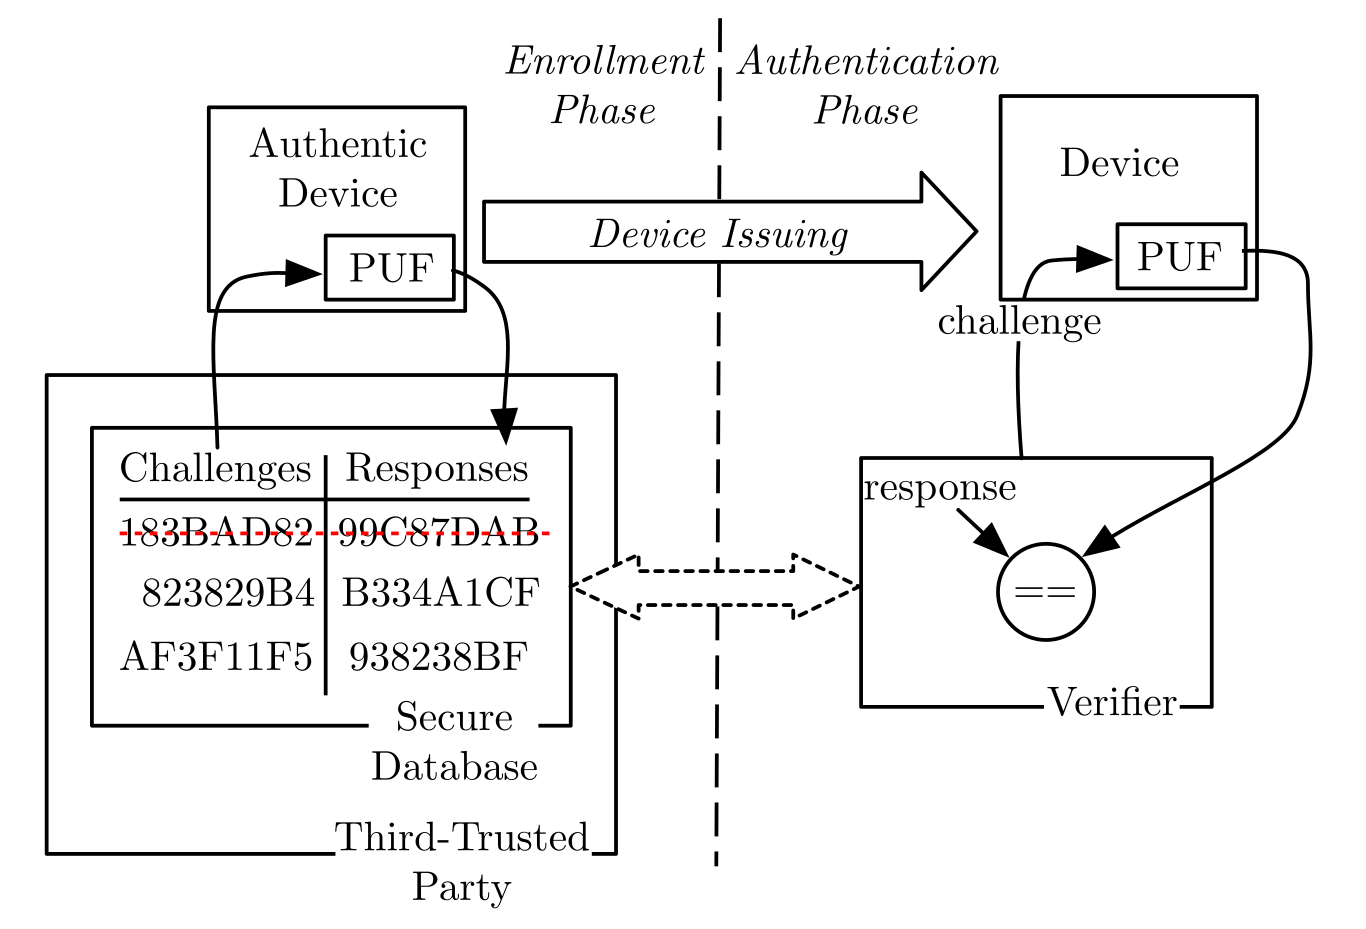 Enrollment
Phase
Authentication
Phase
Authentic
Device
PUF
Device Issuing
Device
PUF
challenge
Challenges Responses
183BAD82 99C87DAB
823829B4 B334A1CF
AF3F11F5 938238BF
Secure
Database
Third-Trusted
Party
response
==
Verifier